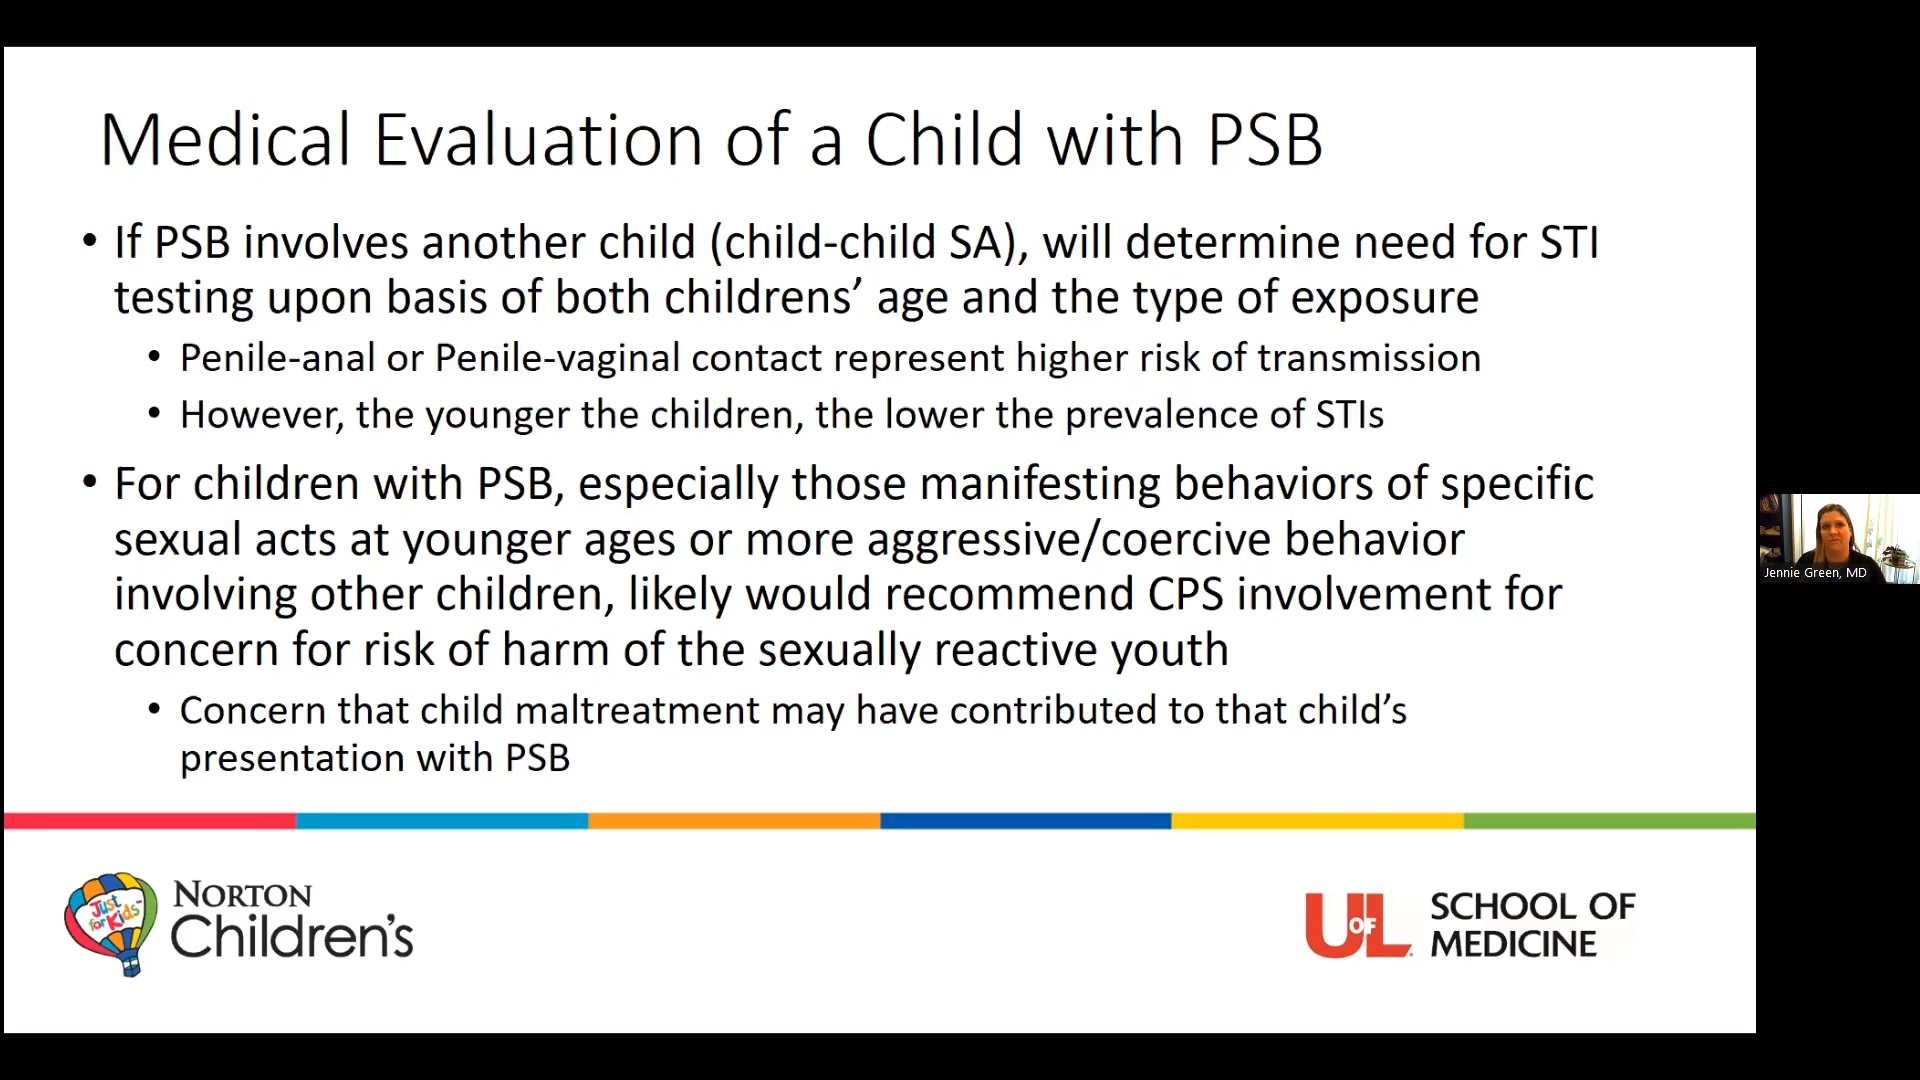 Medical Evaluation of a Child with PSB
• If PSB involves another child (child-child SA), will determine need for STI
testing upon basis of both childrens’ age and the type of exposure
• Penile-anal or Penile-vaginal contact represent higher risk of transmission
• However, the younger the children, the lower the prevalence of STIs
• For children with PSB, especially those manifesting behaviors of specific
sexual acts at younger ages or more aggressive/coercive behavior
involving other children, likely would recommend CPS involvement for
concern for risk of harm of the sexually reactive youth
• Concern that child maltreatment may have contributed to that child’s
presentation with PSB
Jennie Green, MD
Just
for Kids
NORTON
Children’s
UofL
SCHOOL OF
MEDICINE